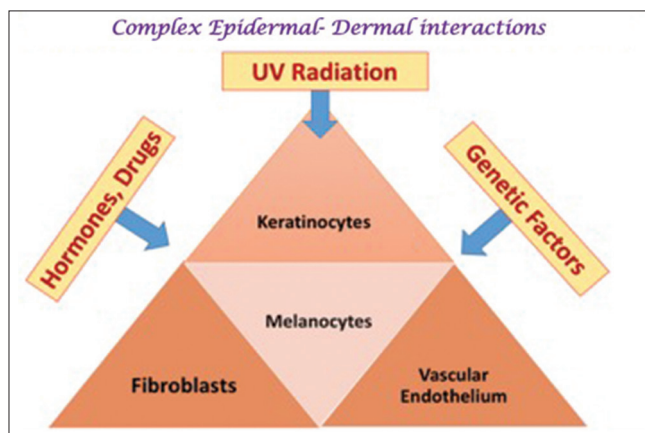 Complex Epidermal- Dermal interactions
UV Radiation
Hormones, Drugs
Genetic Factors
Keratinocytes
Melanocytes
Fibroblasts
Vascular
Endothelium